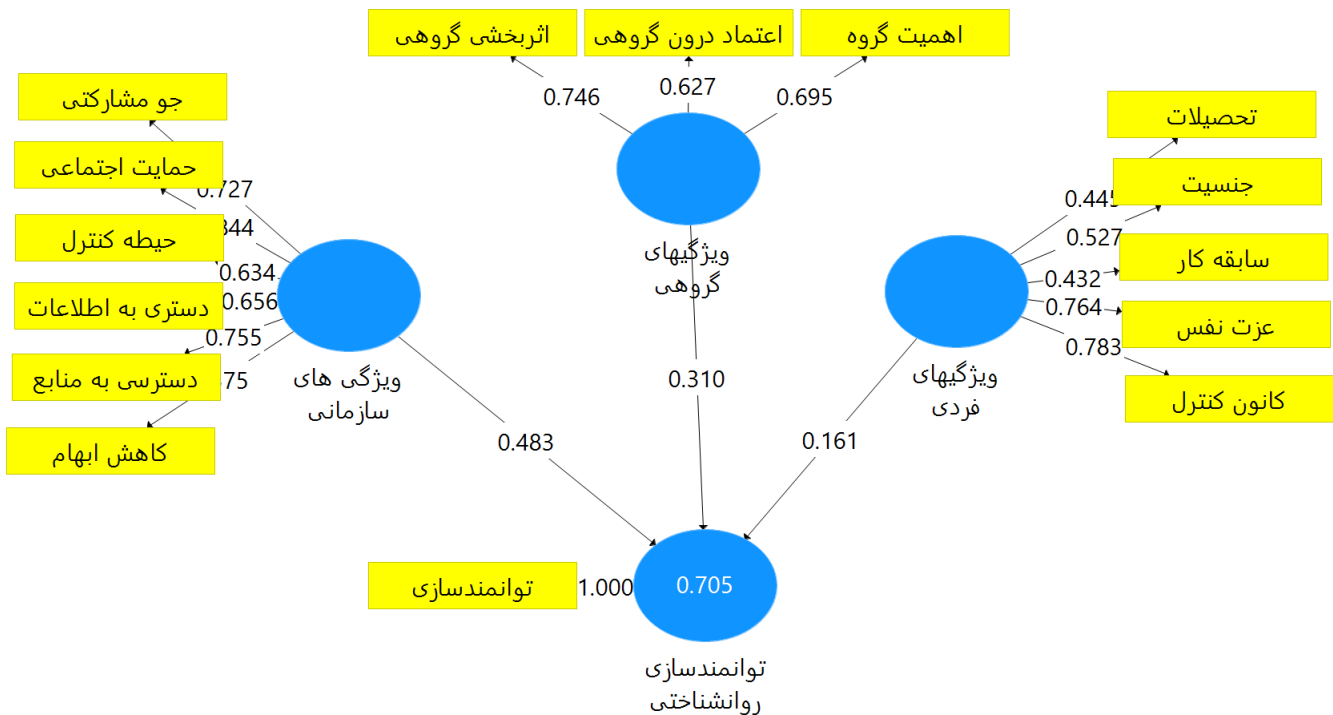 اثربخشی گروهی
اعتماد درون گروهی
اهمیت گروه
0.746
0.627
0.695
جو مشارکتی
حمایت اجتماعی
حیطه کنترل
دستری به اطلاعات
دسترسی به منابع
کاهش ابهام
0.727
0.634
0.656
0.755
ویژگی های
سازمانی
ویژگیهای
گروهی
تحصیلات
جنسیت
سابقه کار
عزت نفس
کانون کنترل
0.445
0.527
0.432
0.764
0.783
ویژگیهای
فردی
0.483
0.310
0.161
توانمندسازی
1.000
0.705
توانمندسازی
روانشناختی